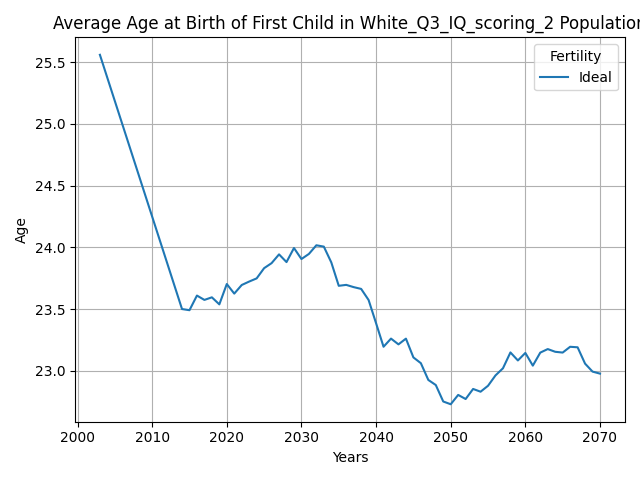 Average Age at Birth of First Child in White_Q3_IQ_scoring_2 Population
Fertility
Ideal
25.5
25.0
24.5
24.0
23.5
23.0
Age
2000 2010 2020 2030 2040 2050 2060 2070
Years